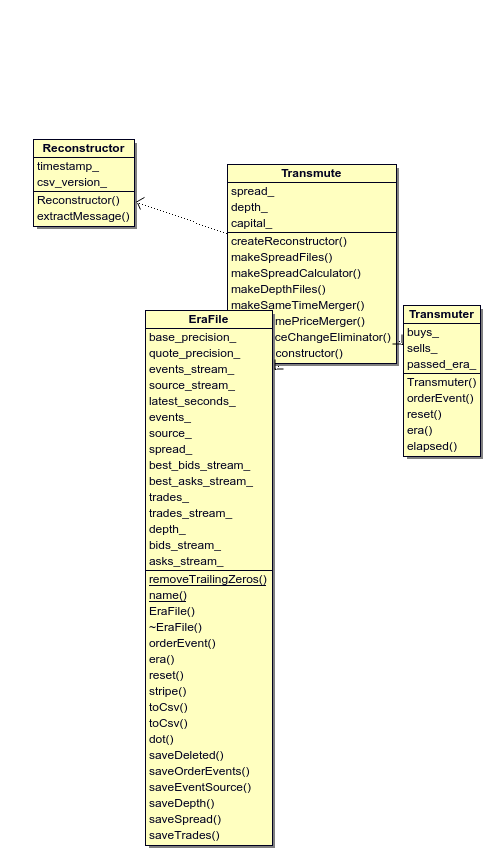 Reconstructor
timestamp_
csv_version_
Reconstructor()
extractMessage()
Transmute
spread_
depth_
capital_
createReconstructor()
makeSpreadFiles()
makeSpreadCalculator()
makeDepthFiles()
makeSameTimeMerger()
mePriceMerger()
ceChangeEliminator()
constructor()
EraFile
base_precision_
quote_precision_
events_stream_
source_stream_
latest_seconds_
events_
source_
spread_
best_bids_stream_
best_asks_stream_
trades_
trades_stream_
depth_
bids_stream_
asks_stream_
removeTrailingZeros()
name()
EraFile()
~EraFile()
orderEvent()
era()
reset()
stripe()
toCsv()
toCsv()
dot()
saveDeleted()
saveOrderEvents()
saveEventSource()
saveDepth()
saveSpread()
saveTrades()
Transmuter
buys_
sells_
passed_era_
Transmuter()
orderEvent()
reset()
era()
elapsed()